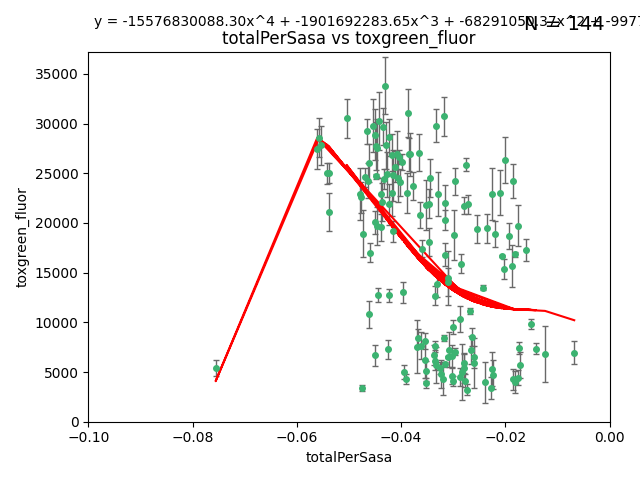 y = -15576830088.30x^4 + -1901692283.65x^3 +
N = 144
totalPerSasa vs toxgreen_fluor
35000
30000
25000
20000
15000
10000
5000
0
toxgreen_fluor
−0.10 −0.08 −0.06 −0.04 −0.02 0.00
totalPerSasa